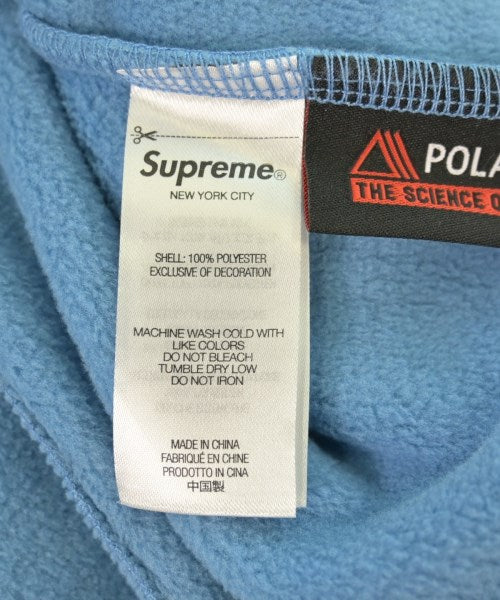 Supreme®
NEW YORK CITY
SHELL: 100% POLYESTER
EXCLUSIVE OF DECORATION
MACHINE WASH COLD WITH
LIKE COLORS
DO NOT BLEACH
TUMBLE DRY LOW
DO NOT IRON
MADE IN CHINA
FABRIQUÉ EN CHINE
PRODOTTO IN CINA
中国製
POLA
THE SCIENCE O